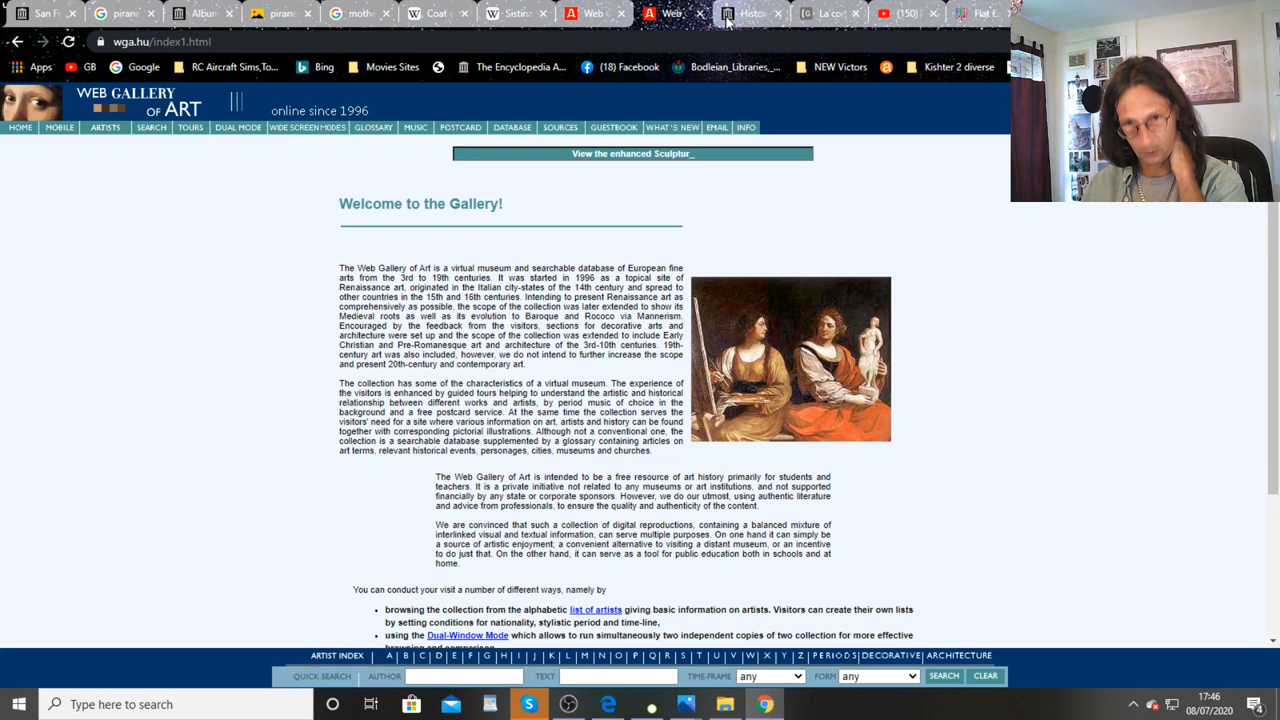 San F
pirane
Album
pirane
mothe
Coat
Sistina
Web
Web
Histo
La co
(150)
Flat E
wga.hu/index1.html
Apps
GB
Google
RC Aircraft Sims,To...
Bing
Movies Sites
The Encyclopedia A...
(18) Facebook
Bodleian_Libraries,_...
NEW Victors
Kishter 2 diverse
WEB GALLERY
OF ART
online since 1996
HOME MOBILE ARTISTS SEARCH TOURS DUAL MODE WIDE SCREEN MODES GLOSSARY MUSIC POSTCARD DATABASE SOURCES GUESTBOOK WHAT'S NEW EMAIL INFO
View the enhanced Sculptur_
Welcome to the Gallery!
The Web Gallery of Art is a virtual museum and searchable database of European fine
arts from the 3rd to 19th centuries. It was started in 1996 as a topical site of
Renaissance art, originated in the Italian city-states of the 14th century and spread to
other countries in the 15th and 16th centuries. Intending to present Renaissance art as
comprehensively as possible, the scope of the collection was later extended to show its
Medieval roots as well as its evolution to Baroque and Rococo via Mannerism.
Encouraged by the feedback from the visitors, sections for decorative arts and
architecture were set up and the scope of the collection was extended to include Early
Christian and Pre-Romanesque art and architecture of the 3rd-10th centuries. 19th-
century art was also included, however, we do not intend to further increase the scope
and present 20th-century and contemporary art.
The collection has some of the characteristics of a virtual museum. The experience of
the visitors is enhanced by guided tours helping to understand the artistic and historical
relationship between different works and artists, by period music of choice in the
background and a free postcard service. At the same time the collection serves the
visitors' need for a site where various information on art, artists and history can be found
together with corresponding pictorial illustrations. Although not a conventional one, the
collection is a searchable database supplemented by a glossary containing articles on
art terms, relevant historical events, personages, cities, museums and churches.
The Web Gallery of Art is intended to be a free resource of art history primarily for students and
teachers. It is a private initiative not related to any museums or art institutions, and not supported
financially by any state or corporate sponsors. However, we do our utmost, using authentic literature
and advice from professionals, to ensure the quality and authenticity of the content.
We are convinced that such a collection of digital reproductions, containing a balanced mixture of
interlinked visual and textual information, can serve multiple purposes. On one hand it can simply be
a source of artistic enjoyment; a convenient alternative to visiting a distant museum, or an incentive
to do just that. On the other hand, it can serve as a tool for public education both in schools and at
home.
You can conduct your visit a number of different ways, namely by
• browsing the collection from the alphabetic list of artists giving basic information on artists. Visitors can create their own lists
by setting conditions for nationality, stylistic period and time-line,
• using the Dual-Window Mode which allows to run simultaneously two independent copies of two collection for more effective
browsing and comparison
ARTIST INDEX | A B C D E F G H I J K L M N O P Q R S T U V W X Y Z PERIODS DECORATIVE ARCHITECTURE
QUICK SEARCH AUTHOR TEXT TIME-FRAME any FORM any SEARCH CLEAR
Type here to search
17:46
08/07/2020
4